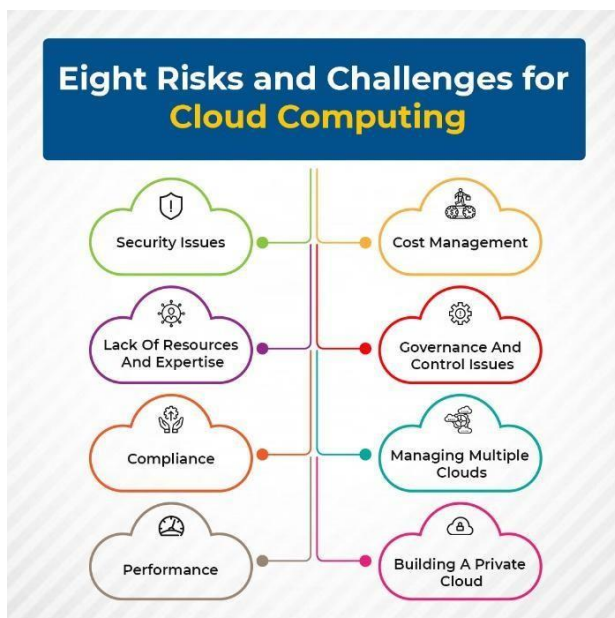 Eight Risks and Challenges for
Cloud Computing
Security Issues
Cost Management
Lack Of Resources
And Expertise
Governance And
Control Issues
Compliance
Managing Multiple
Clouds
Performance
Building A Private
Cloud